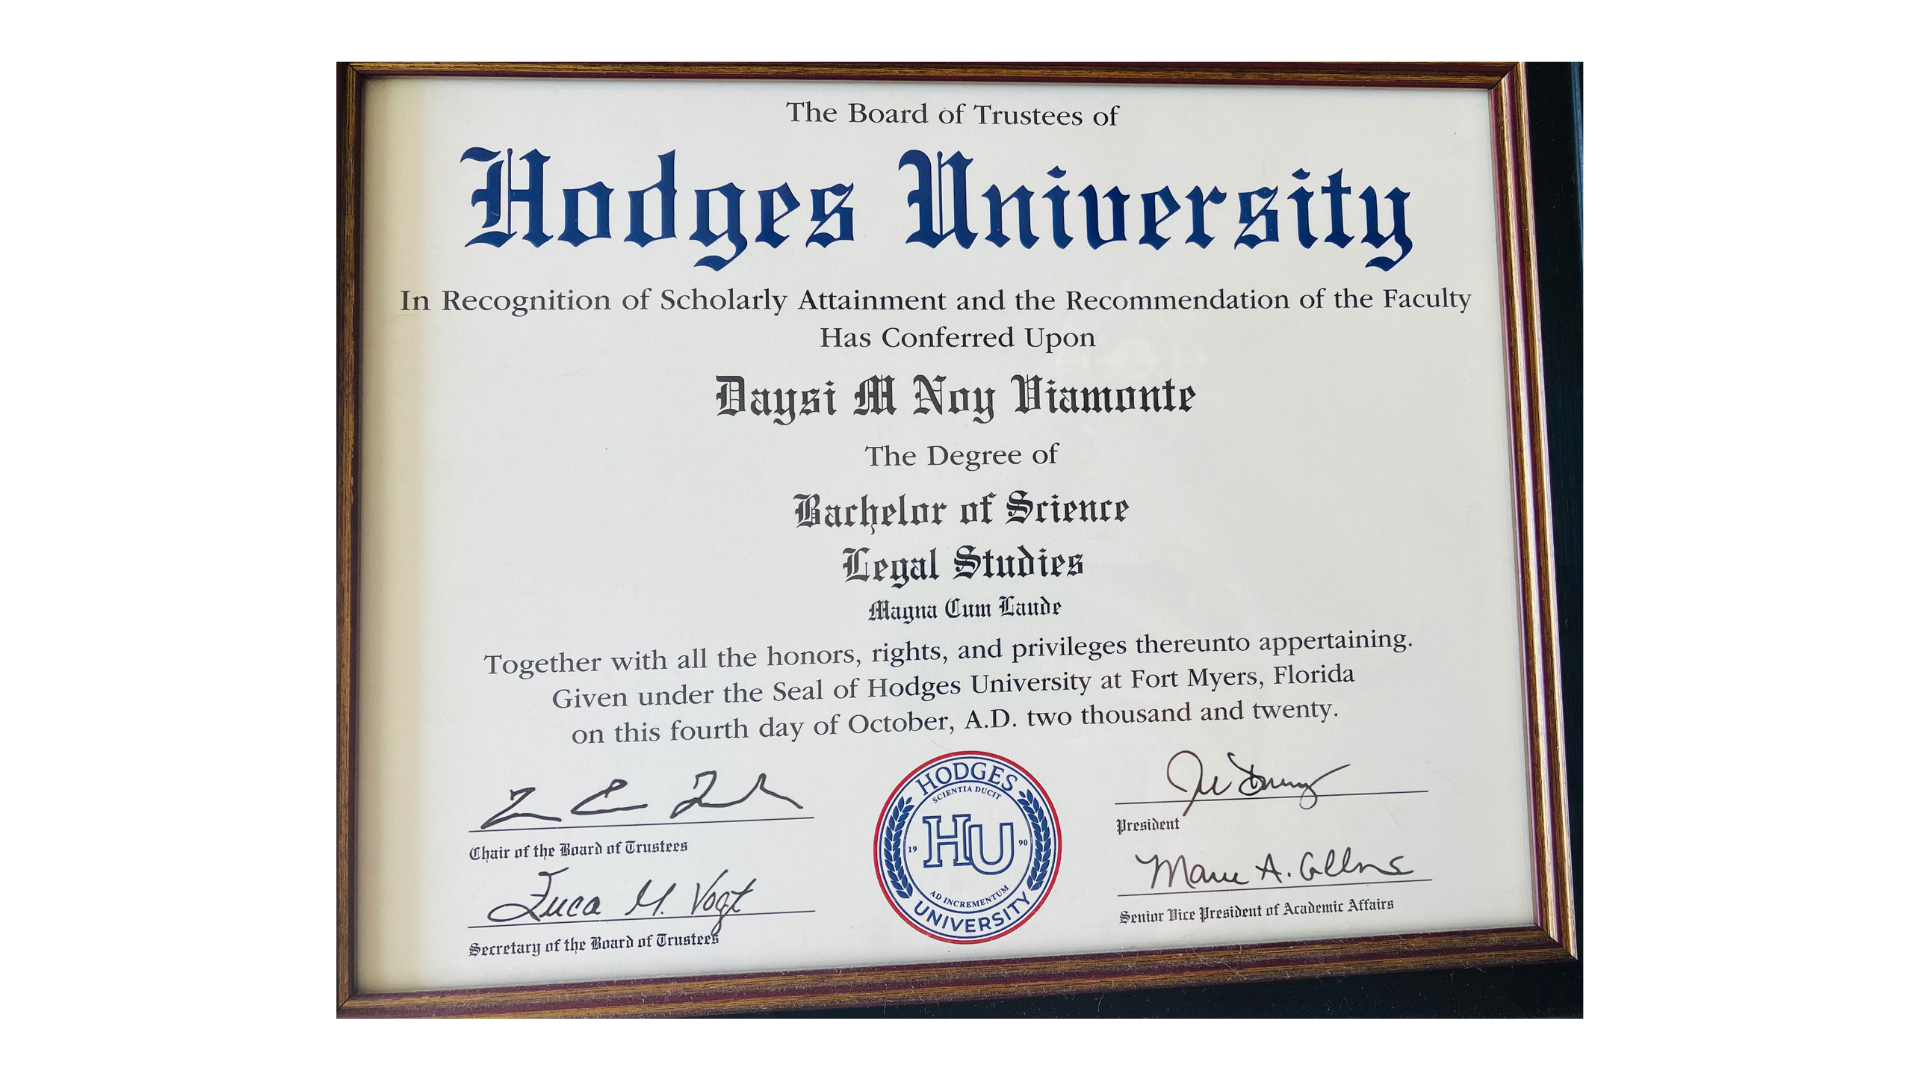 The Board of Trustees of
Hodges University
In Recognition of Scholarly Attainment and the Recommendation of the Faculty
Has Conferred Upon
Daysi M Noy Viamonte
The Degree of
Bachelor of Science
Legal Studies
Magna Cum Laude
Together with all the honors, rights, and privileges thereunto appertaining.
Given under the Seal of Hodges University at Fort Myers, Florida
on this fourth day of October, A.D. two thousand and twenty.
Chair of the Board of Trustees
Vogt
Secretary of the Board of Trustees
HODGES
SCIENTIA DUCIT
19 HU 90
AD INCREMENTUM
UNIVERSITY
President
A.
Senior Vice President of Academic Affairs